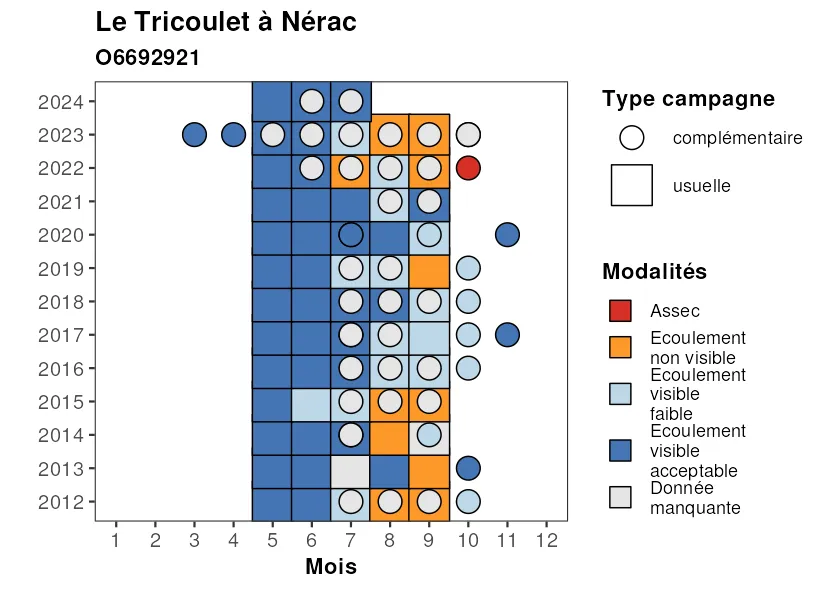 Le Tricoulet à Nérac
O6692921
2024
2023
2022
2021
2020
2019
2018
2017
2016
2015
2014
2013
2012
1 2 3 4 5 6 7 8 9 10 11 12
Mois
Type campagne
complémentaire
usuelle
Modalités
Assec
Ecoulement
non visible
Ecoulement
visible
faible
Ecoulement
visible
acceptable
Donnée
manquante